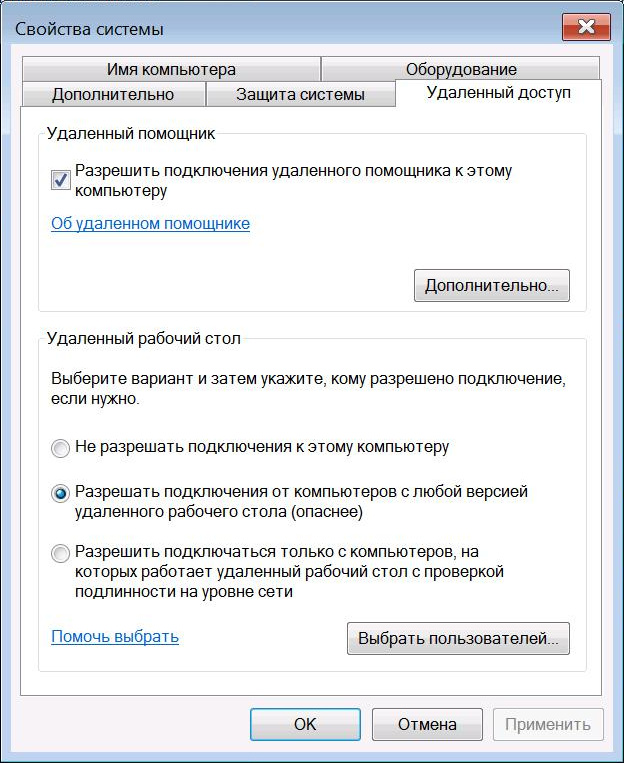 Свойства системы
Имя компьютера
Оборудование
Дополнительно
Защита системы
Удаленный доступ
Удаленный помощник
Разрешить подключения удаленного помощника к этому
компьютеру
Об удаленном помощнике
Дополнительно...
Удаленный рабочий стол
Выберите вариант и затем укажите, кому разрешено подключение,
если нужно.
Не разрешать подключения к этому компьютеру
Разрешать подключения от компьютеров с любой версией
удаленного рабочего стола (опаснее)
Разрешить подключаться только с компьютеров, на
которых работает удаленный рабочий стол с проверкой
подлинности на уровне сети
Помочь выбрать
Выбрать пользователей...
OK
Отмена
Применить